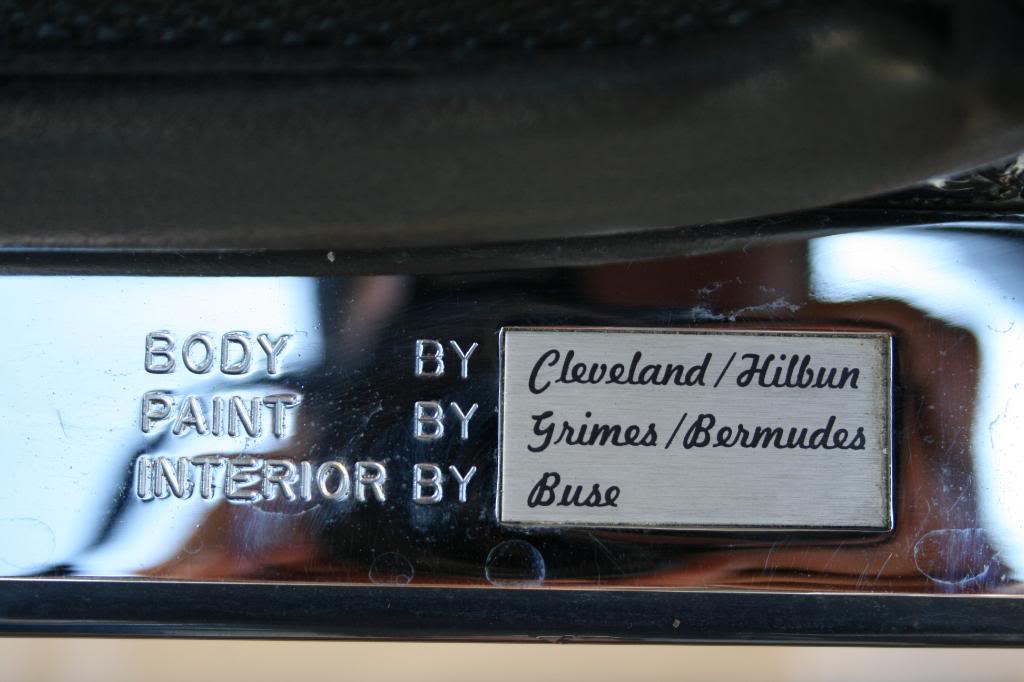 BODY BY Cleveland/Hilbun
PAINT BY Grimes/Bermudes
INTERIOR BY Buse